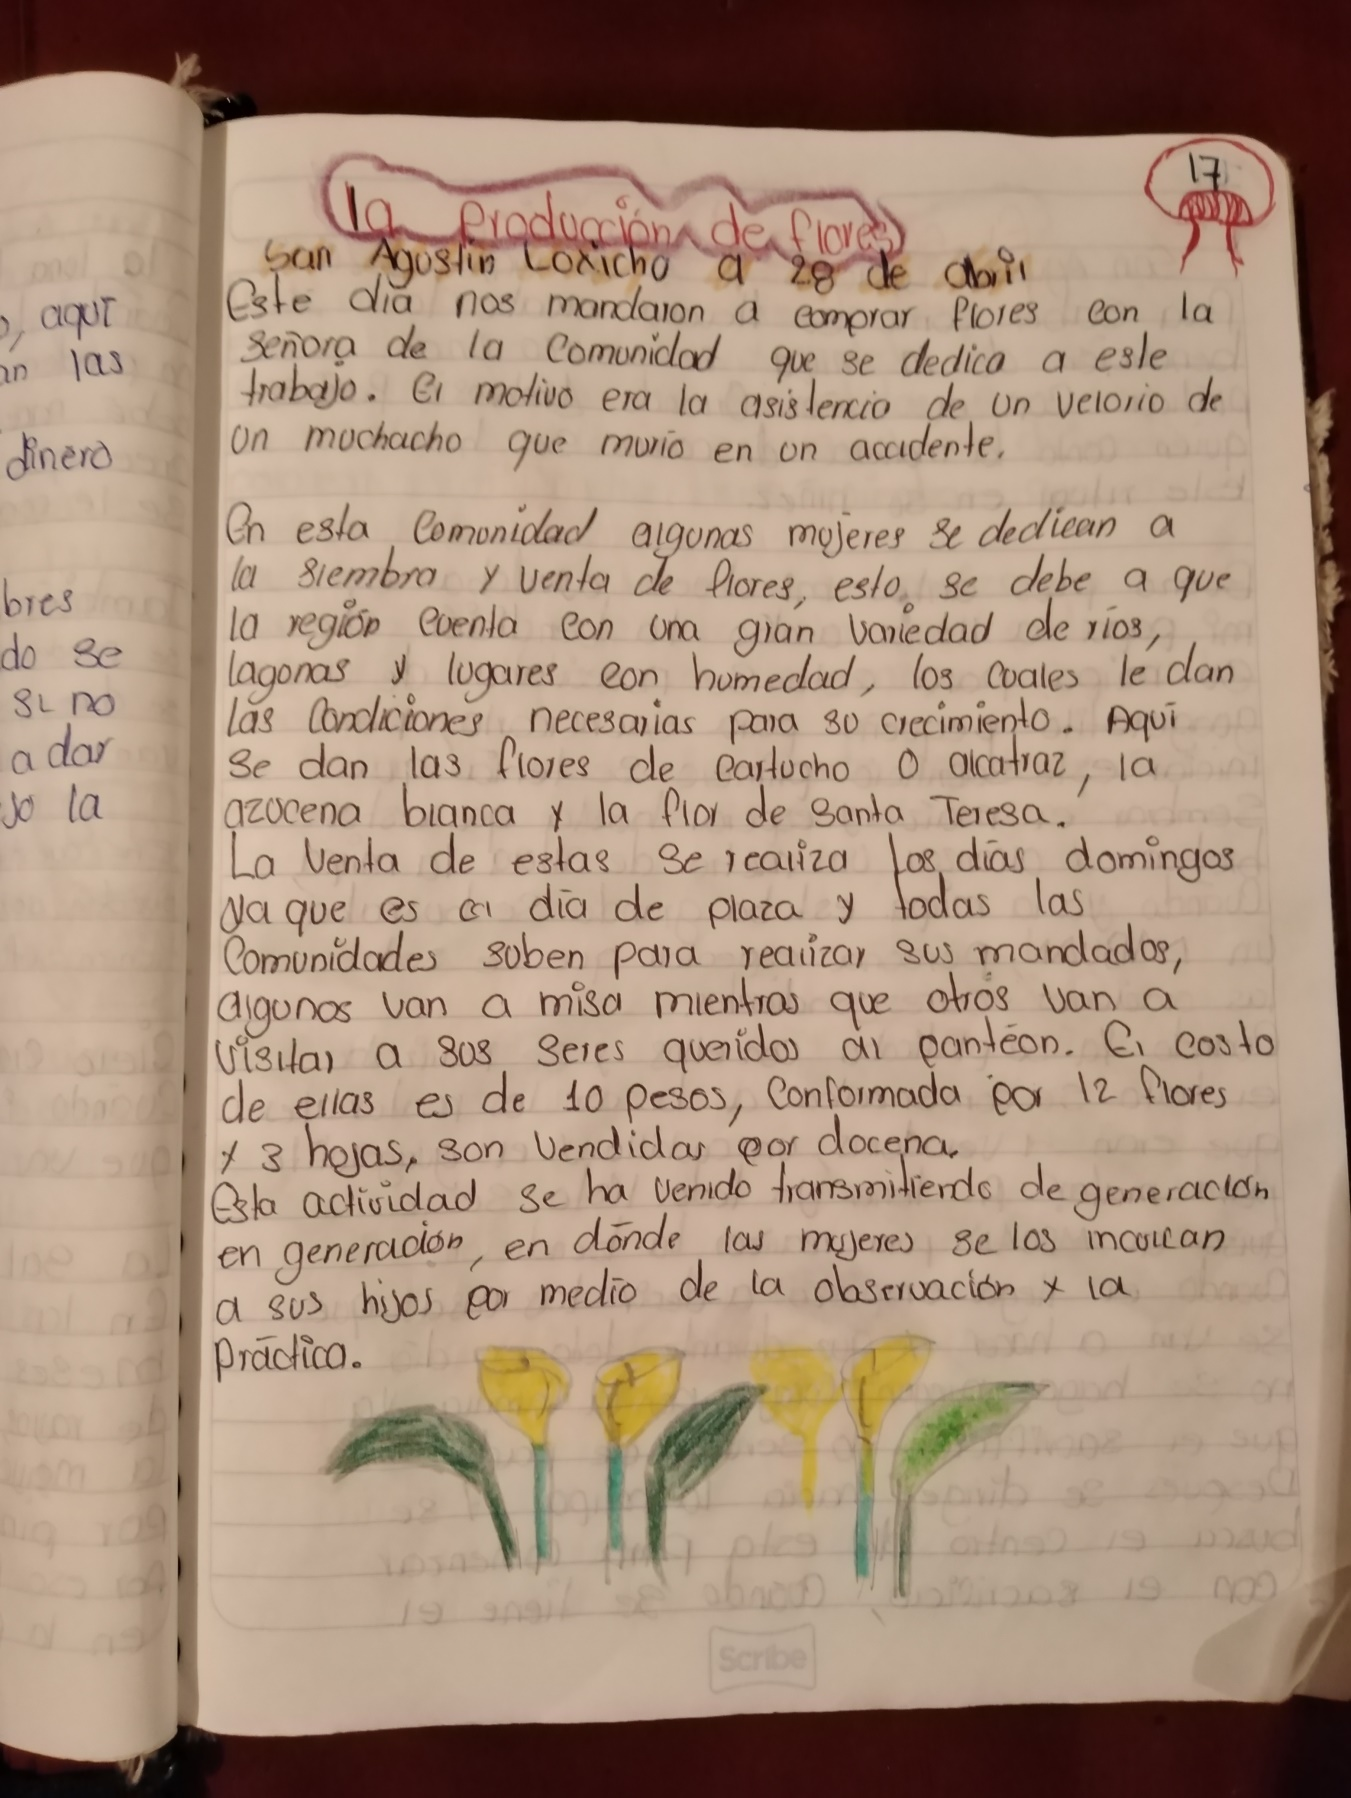 17
La Producción de flores
San Agustín Loxicha a 28 de abril
Este día nos mandaron a comprar flores con la
Señora de la Comunidad que se dedica a este
trabajo. El motivo era la asistencia de un velorio de
un muchacho que murio en un accidente.
En esta Comunidad algunas mujeres se dedican a
la siembra y venta de flores, esto se debe a que
la región cuenta con una gran variedad de ríos,
lagunas y lugares con humedad, los cuales le dan
las Condiciones necesarias para su crecimiento. Aqui
se dan las flores de cartucho o alcatraz, la
azucena blanca y la flor de Santa Teresa.
La Venta de estas se realiza los días domingos
ya que es el día de plaza y todas las
Comunidades suben para realizar sus mandados,
algunos van a misa mientras que otros van a
visitar a sus seres queridos al pantéon. El costo
de ellas es de 10 pesos, Conformada por 12 flores
y 3 hojas, son vendidas por docena.
Esta actividad se ha venido transmitiendo de generación
en generación, en dónde las mujeres se los inculcan
a sus hijos por medio de la observación y la
práctica.
Scribe
o, aquí
an las
dinero
bres
do se
si no
a dar
jo la